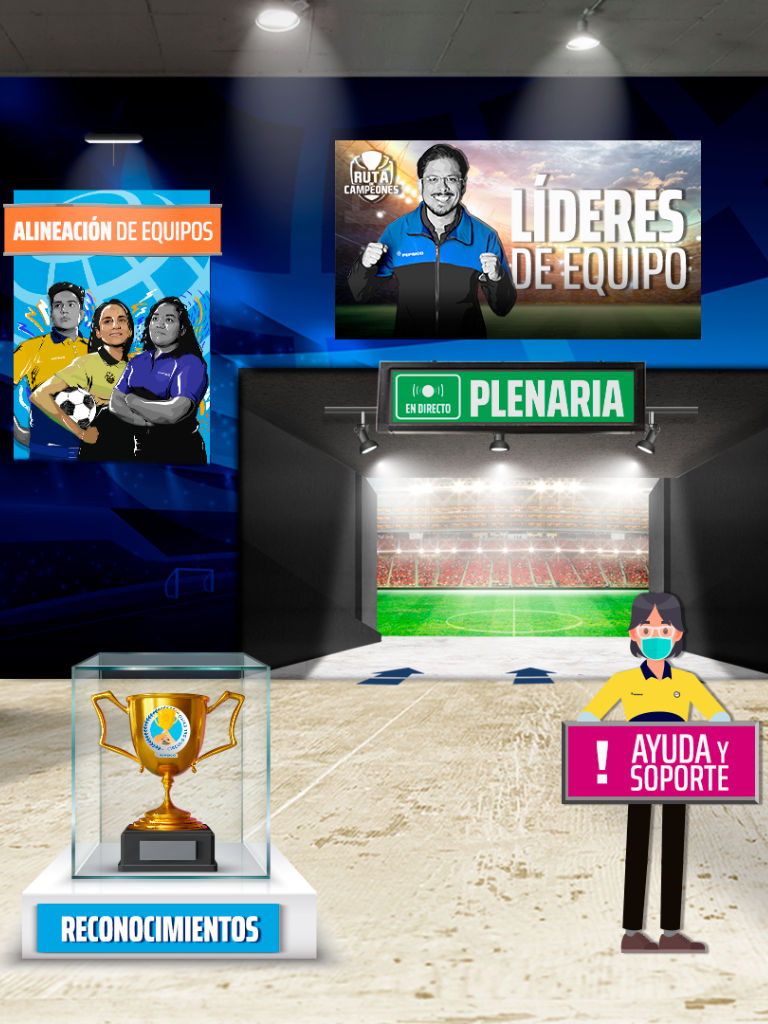 RUTA
CAMPEONES
LÍDERES
DE EQUIPO
ALINEACIÓN DE EQUIPOS
EN DIRECTO
PLENARIA
! AYUDA Y
SOPORTE
RECONOCIMIENTOS